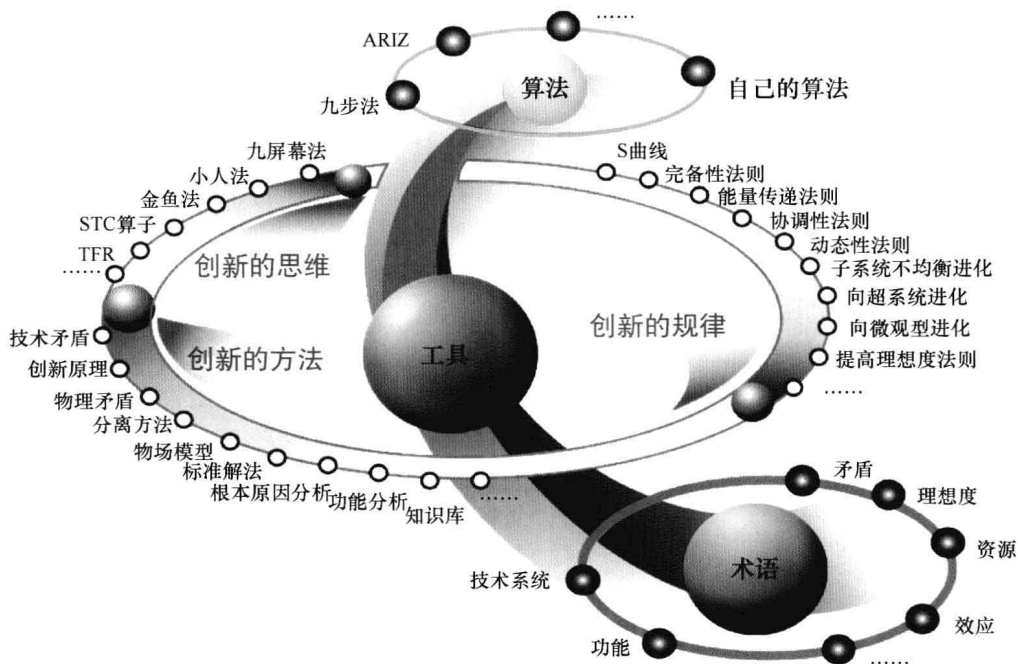 ……
ARIZ
算法
自己的算法
九步法
九屏幕法
小人法
金鱼法
STC算子
TFR
……
创新的思维
S曲线
完备性法则
能量传递法则
协调性法则
动态性法则
子系统不均衡进化
向超系统进化
向微观型进化
提高理想度法则
……
创新的规律
工具
创新的方法
技术矛盾
创新原理
物理矛盾
分离方法
物场模型
标准解法
根本原因分析
功能分析
知识库
……
矛盾
理想度
资源
术语
技术系统
效应
功能
……